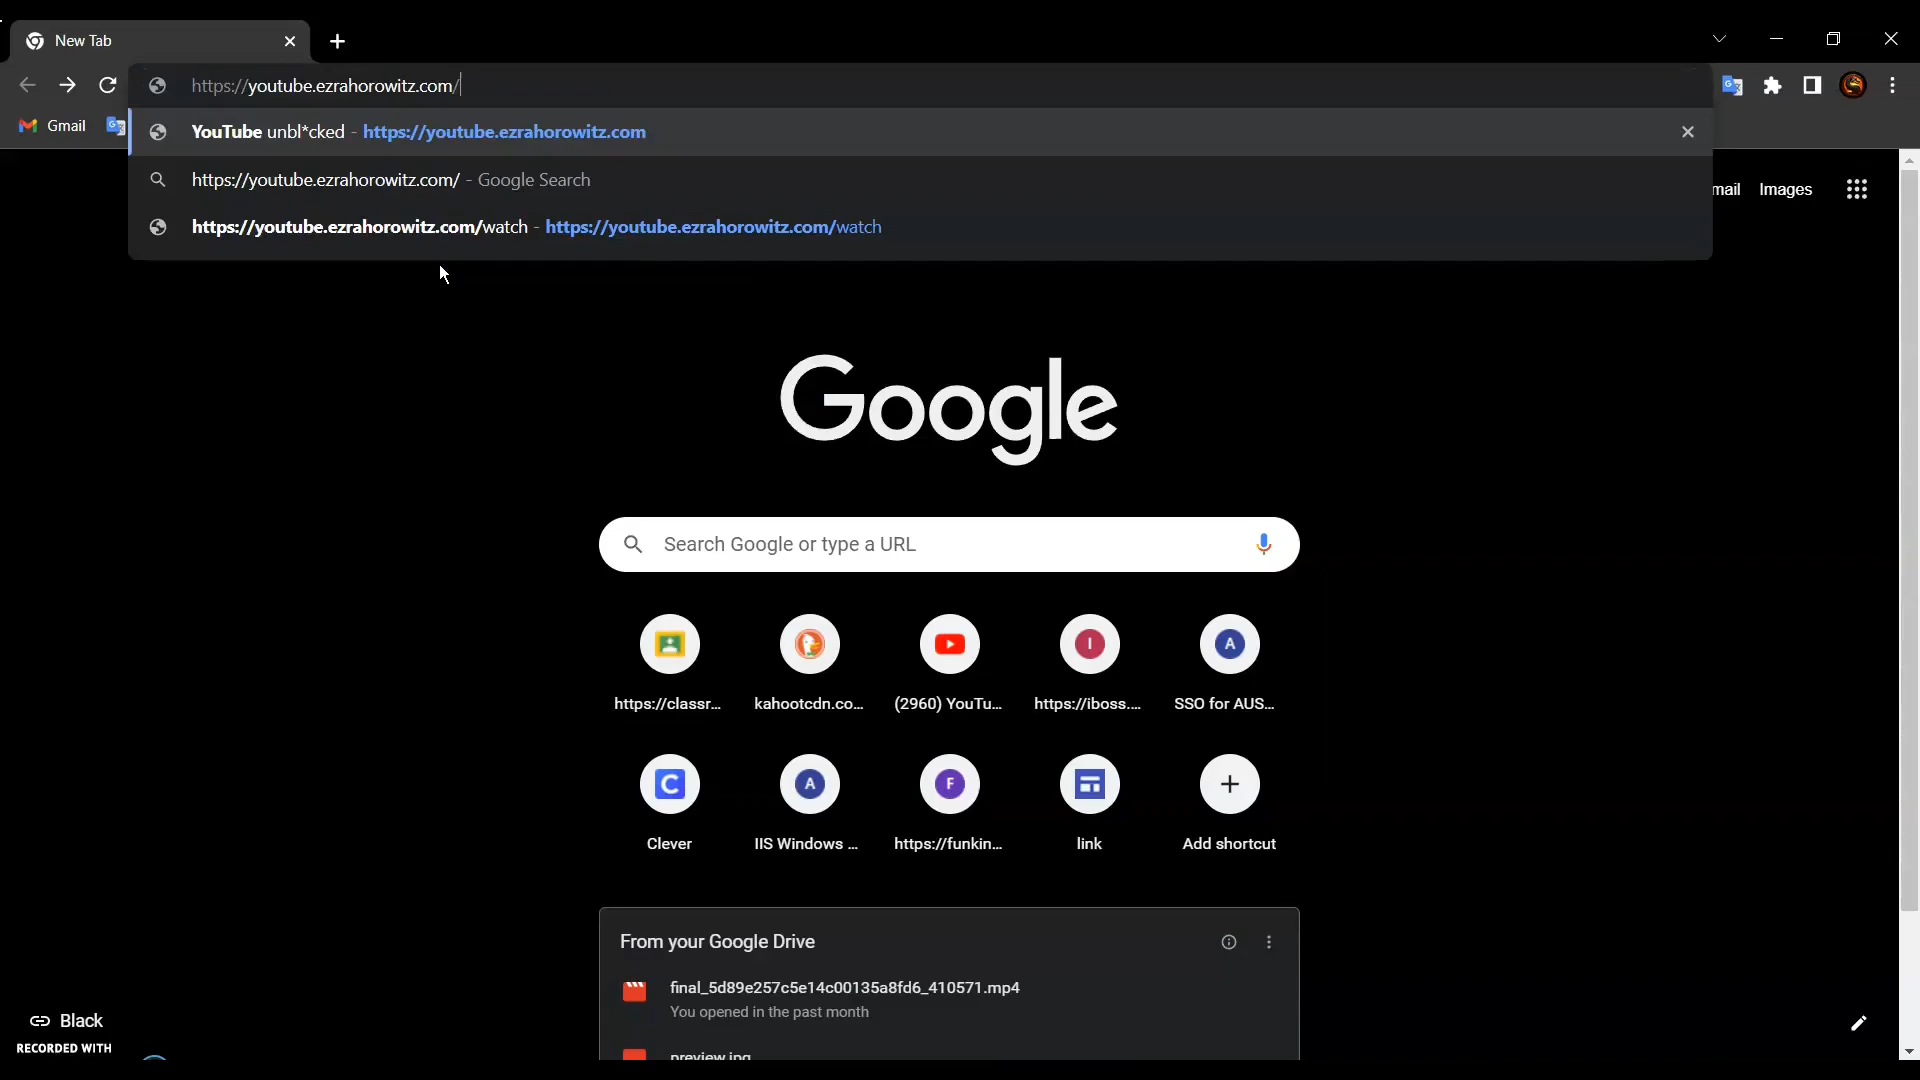 New Tab
https://youtube.ezrahorowitz.com/
Gmail
YouTube unbl*cked - https://youtube.ezrahorowitz.com
https://youtube.ezrahorowitz.com/ - Google Search
https://youtube.ezrahorowitz.com/watch - https://youtube.ezrahorowitz.com/watch
mail Images
Google
Search Google or type a URL
I A
https://classr... kahootcdn.co... (2960) YouTu... https://iboss.... SSO for AUS...
C A F
Clever IIS Windows ... https://funkin... link Add shortcut
From your Google Drive
final_5d89e257c5e14c00135a8fd6_410571.mp4
You opened in the past month
preview.jpg
Black
RECORDED WITH